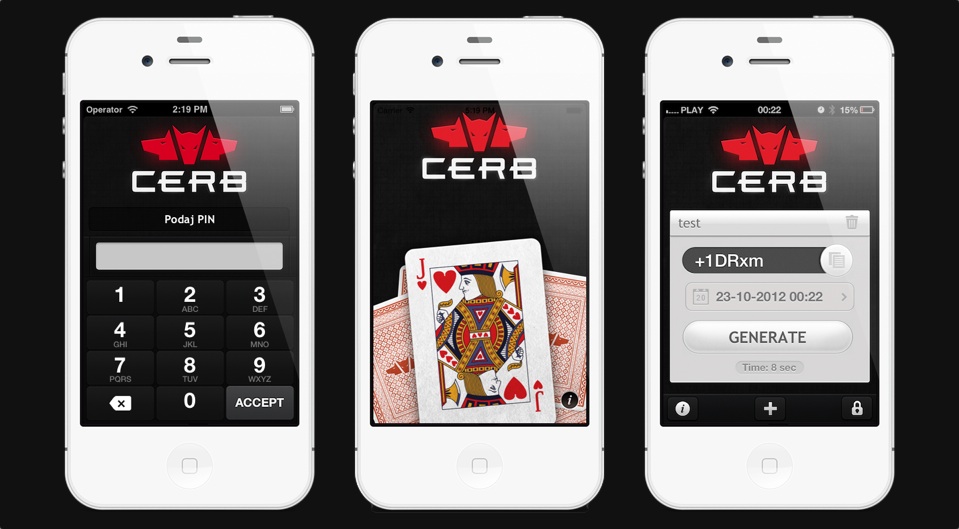 Operator 2:19 PM
CERB
Podaj PIN
1
2 ABC
3 DEF
4 GHI
5 JKL
6 MNO
7 PQRS
8 TUV
9 WXYZ
0
ACCEPT
CERB
J
J
i
PLAY 00:22 15%
CERB
test
+1DRxm
20
23-10-2012 00:22
GENERATE
Time: 8 sec
i